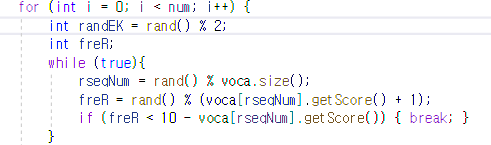 for (int i = 0; i < num; i++) {
int randEK = rand() % 2;
int freR;
while (true){
rseqNum = rand() % voca.size();
freR = rand() % (voca[rseqNum].getScore() + 1);
if (freR < 10 - voca[rseqNum].getScore()) { break; }
}